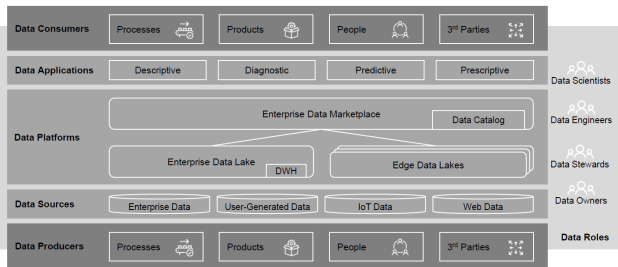 Data Consumers
Processes
Products
People
3rd Parties
Data Applications
Descriptive
Diagnostic
Predictive
Prescriptive
Data Scientists
Data Platforms
Enterprise Data Marketplace
Data Catalog
Data Engineers
Enterprise Data Lake
DWH
Edge Data Lakes
Data Stewards
Data Sources
Enterprise Data
User-Generated Data
IoT Data
Web Data
Data Owners
Data Producers
Processes
Products
People
3rd Parties
Data Roles